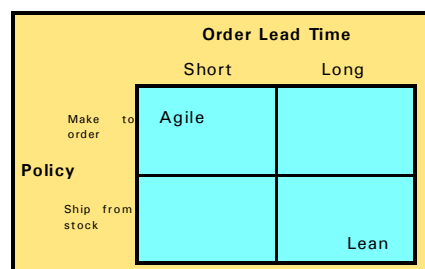 Order Lead Time
Short Long
Make to Agile
order
Policy
Ship from
stock
Lean